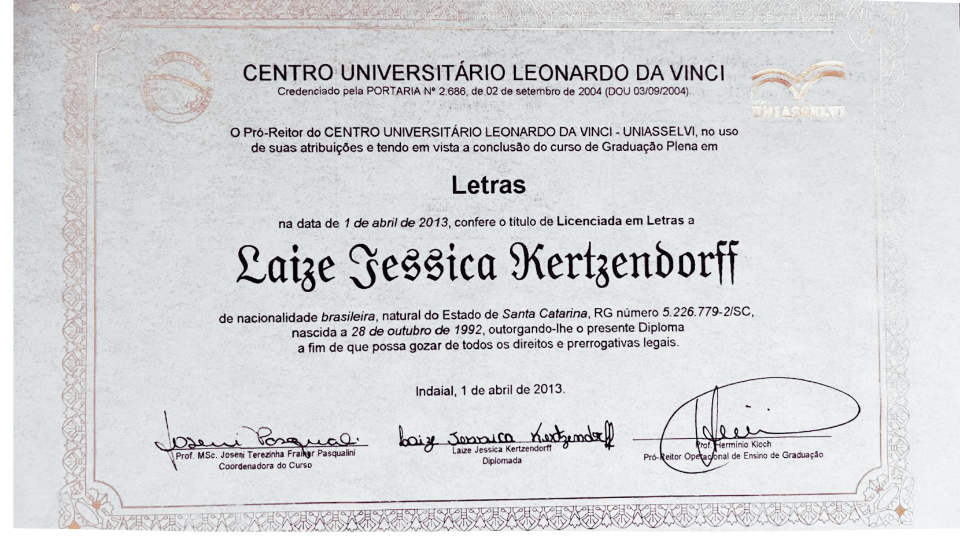 CENTRO UNIVERSITÁRIO LEONARDO DA VINCI
Credenciado pela PORTARIA Nº 2.686, de 02 de setembro de 2004 (DOU 03/09/2004)
UNIASSELVI
O Pró-Reitor do CENTRO UNIVERSITÁRIO LEONARDO DA VINCI - UNIASSELVI, no uso
de suas atribuições e tendo em vista a conclusão do curso de Graduação Plena em
Letras
na data de 1 de abril de 2013, confere o título de Licenciada em Letras a
Laize Jessica Kertzendorff
de nacionalidade brasileira, natural do Estado de Santa Catarina, RG número 5.226.779-2/SC,
nascida a 28 de outubro de 1992, outorgando-lhe o presente Diploma
a fim de que possa gozar de todos os direitos e prerrogativas legais.
Indaial, 1 de abril de 2013.
Joseni Pasquali
Laize Jessica Kertzendorff
Prof. MSc. Joseni Terezinha Frainer Pasqualini
Coordenadora do Curso
Laize Jessica Kertzendorff
Diplomada
Prof. Hermínio Kloch
Pró-Reitor Operacional de Ensino de Graduação